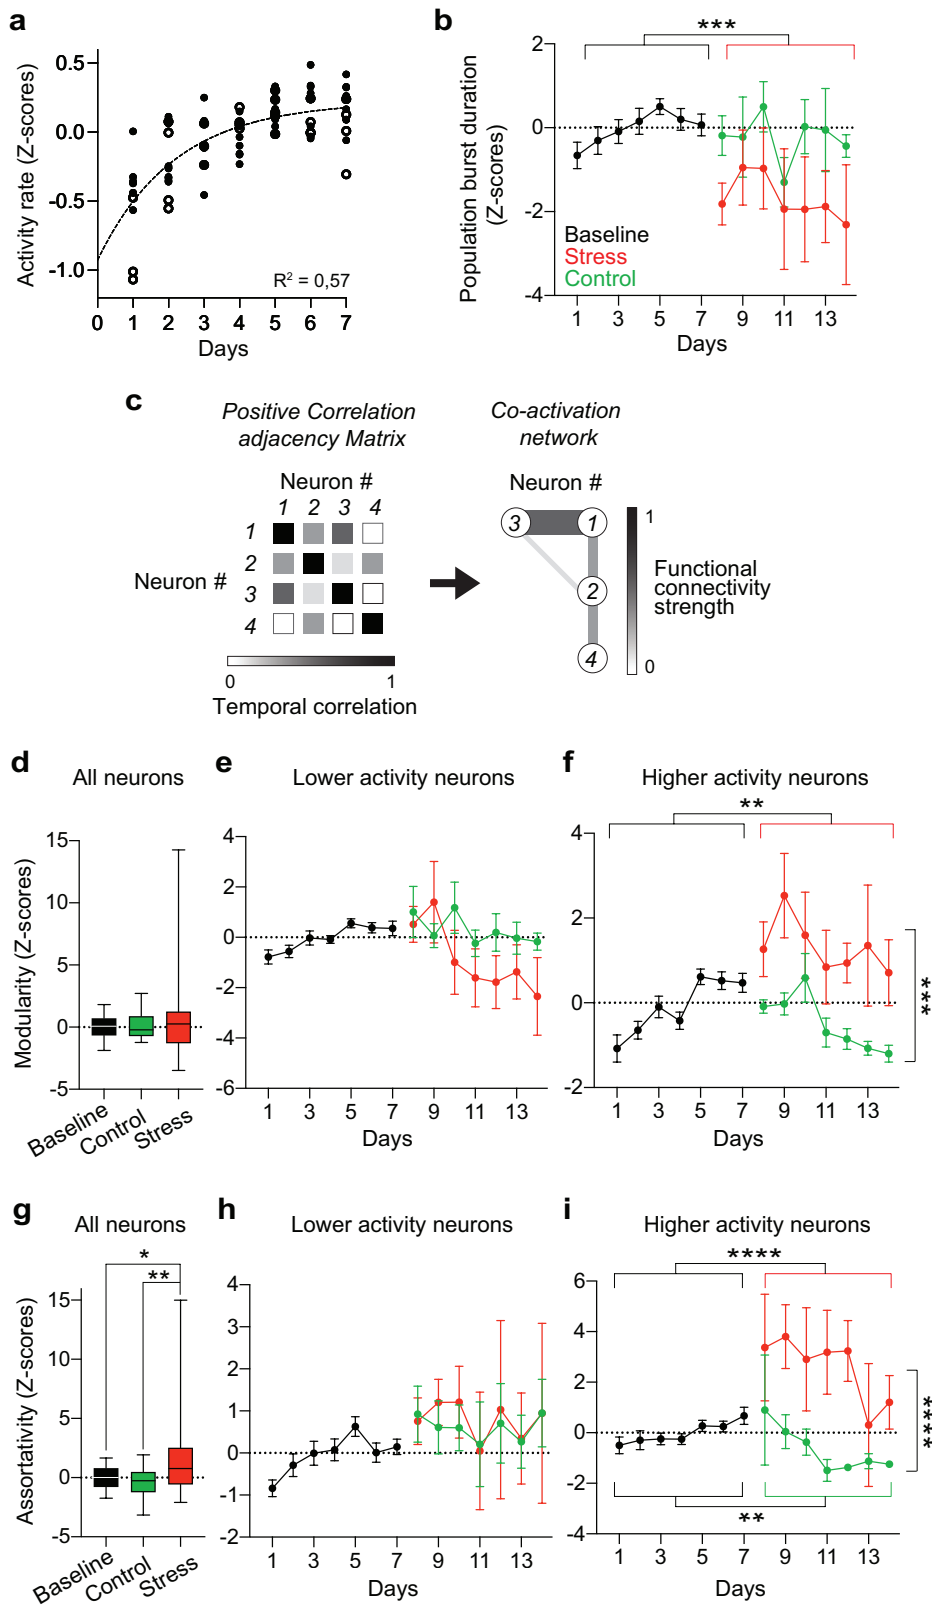 a
Activity rate (Z-scores)
0.5
0.0
-0.5
-1.0
R² = 0,57
0 1 2 3 4 5 6 7
Days
b
***
Population burst duration
(Z-scores)
2
0
-2
-4
Baseline
Stress
Control
1 3 5 7 9 11 13
Days
c
Positive Correlation
adjacency Matrix
Neuron #
1 2 3 4
Neuron #
1
2
3
4
0 1
Temporal correlation
Co-activation
network
Neuron #
3 1
2
4
1
Functional
connectivity
strength
0
d
All neurons
Modularity (Z-scores)
15
10
5
0
-5
Baseline
Control
Stress
e
Lower activity neurons
4
2
0
-2
-4
-6
1 3 5 7 9 11 13
Days
f
Higher activity neurons
**
4
2
0
-2
****
1 3 5 7 9 11 13
Days
g
All neurons
*
**
Assortativity (Z-scores)
15
10
5
0
-5
Baseline
Control
Stress
h
Lower activity neurons
4
3
2
1
0
-1
-2
1 3 5 7 9 11 13
Days
i
Higher activity neurons
****
6
4
2
0
-2
-4
****
**
1 3 5 7 9 11 13
Days